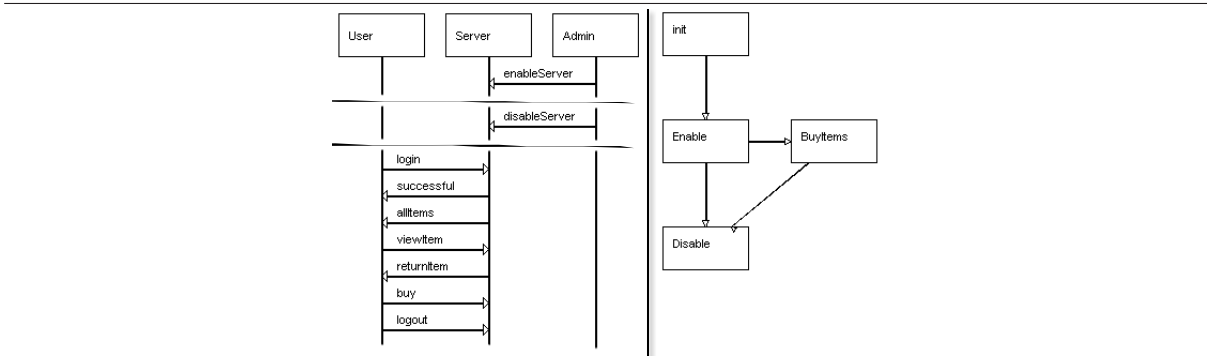 User
Server
Admin
enableServer
disableServer
login
successful
allItems
viewItem
returnItem
buy
logout
init
Enable
BuyItems
Disable